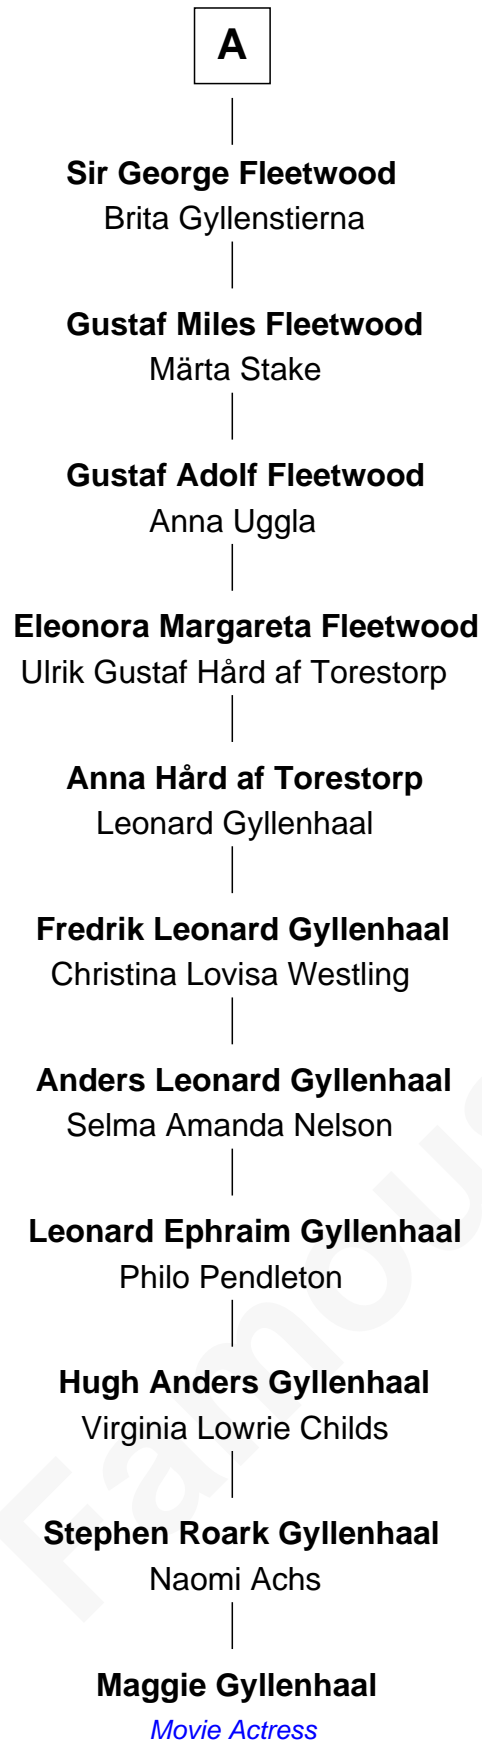 A
Sir George Fleetwood
Brita Gyllenstierna
Gustaf Miles Fleetwood
Märta Stake
Gustaf Adolf Fleetwood
Anna Uggla
Eleonora Margareta Fleetwood
Ulrik Gustaf Hård af Torestorp
Anna Hård af Torestorp
Leonard Gyllenhaal
Fredrik Leonard Gyllenhaal
Christina Lovisa Westling
Anders Leonard Gyllenhaal
Selma Amanda Nelson
Leonard Ephraim Gyllenhaal
Philo Pendleton
Hugh Anders Gyllenhaal
Virginia Lowrie Childs
Stephen Roark Gyllenhaal
Naomi Achs
Maggie Gyllenhaal
Movie Actress
Famous